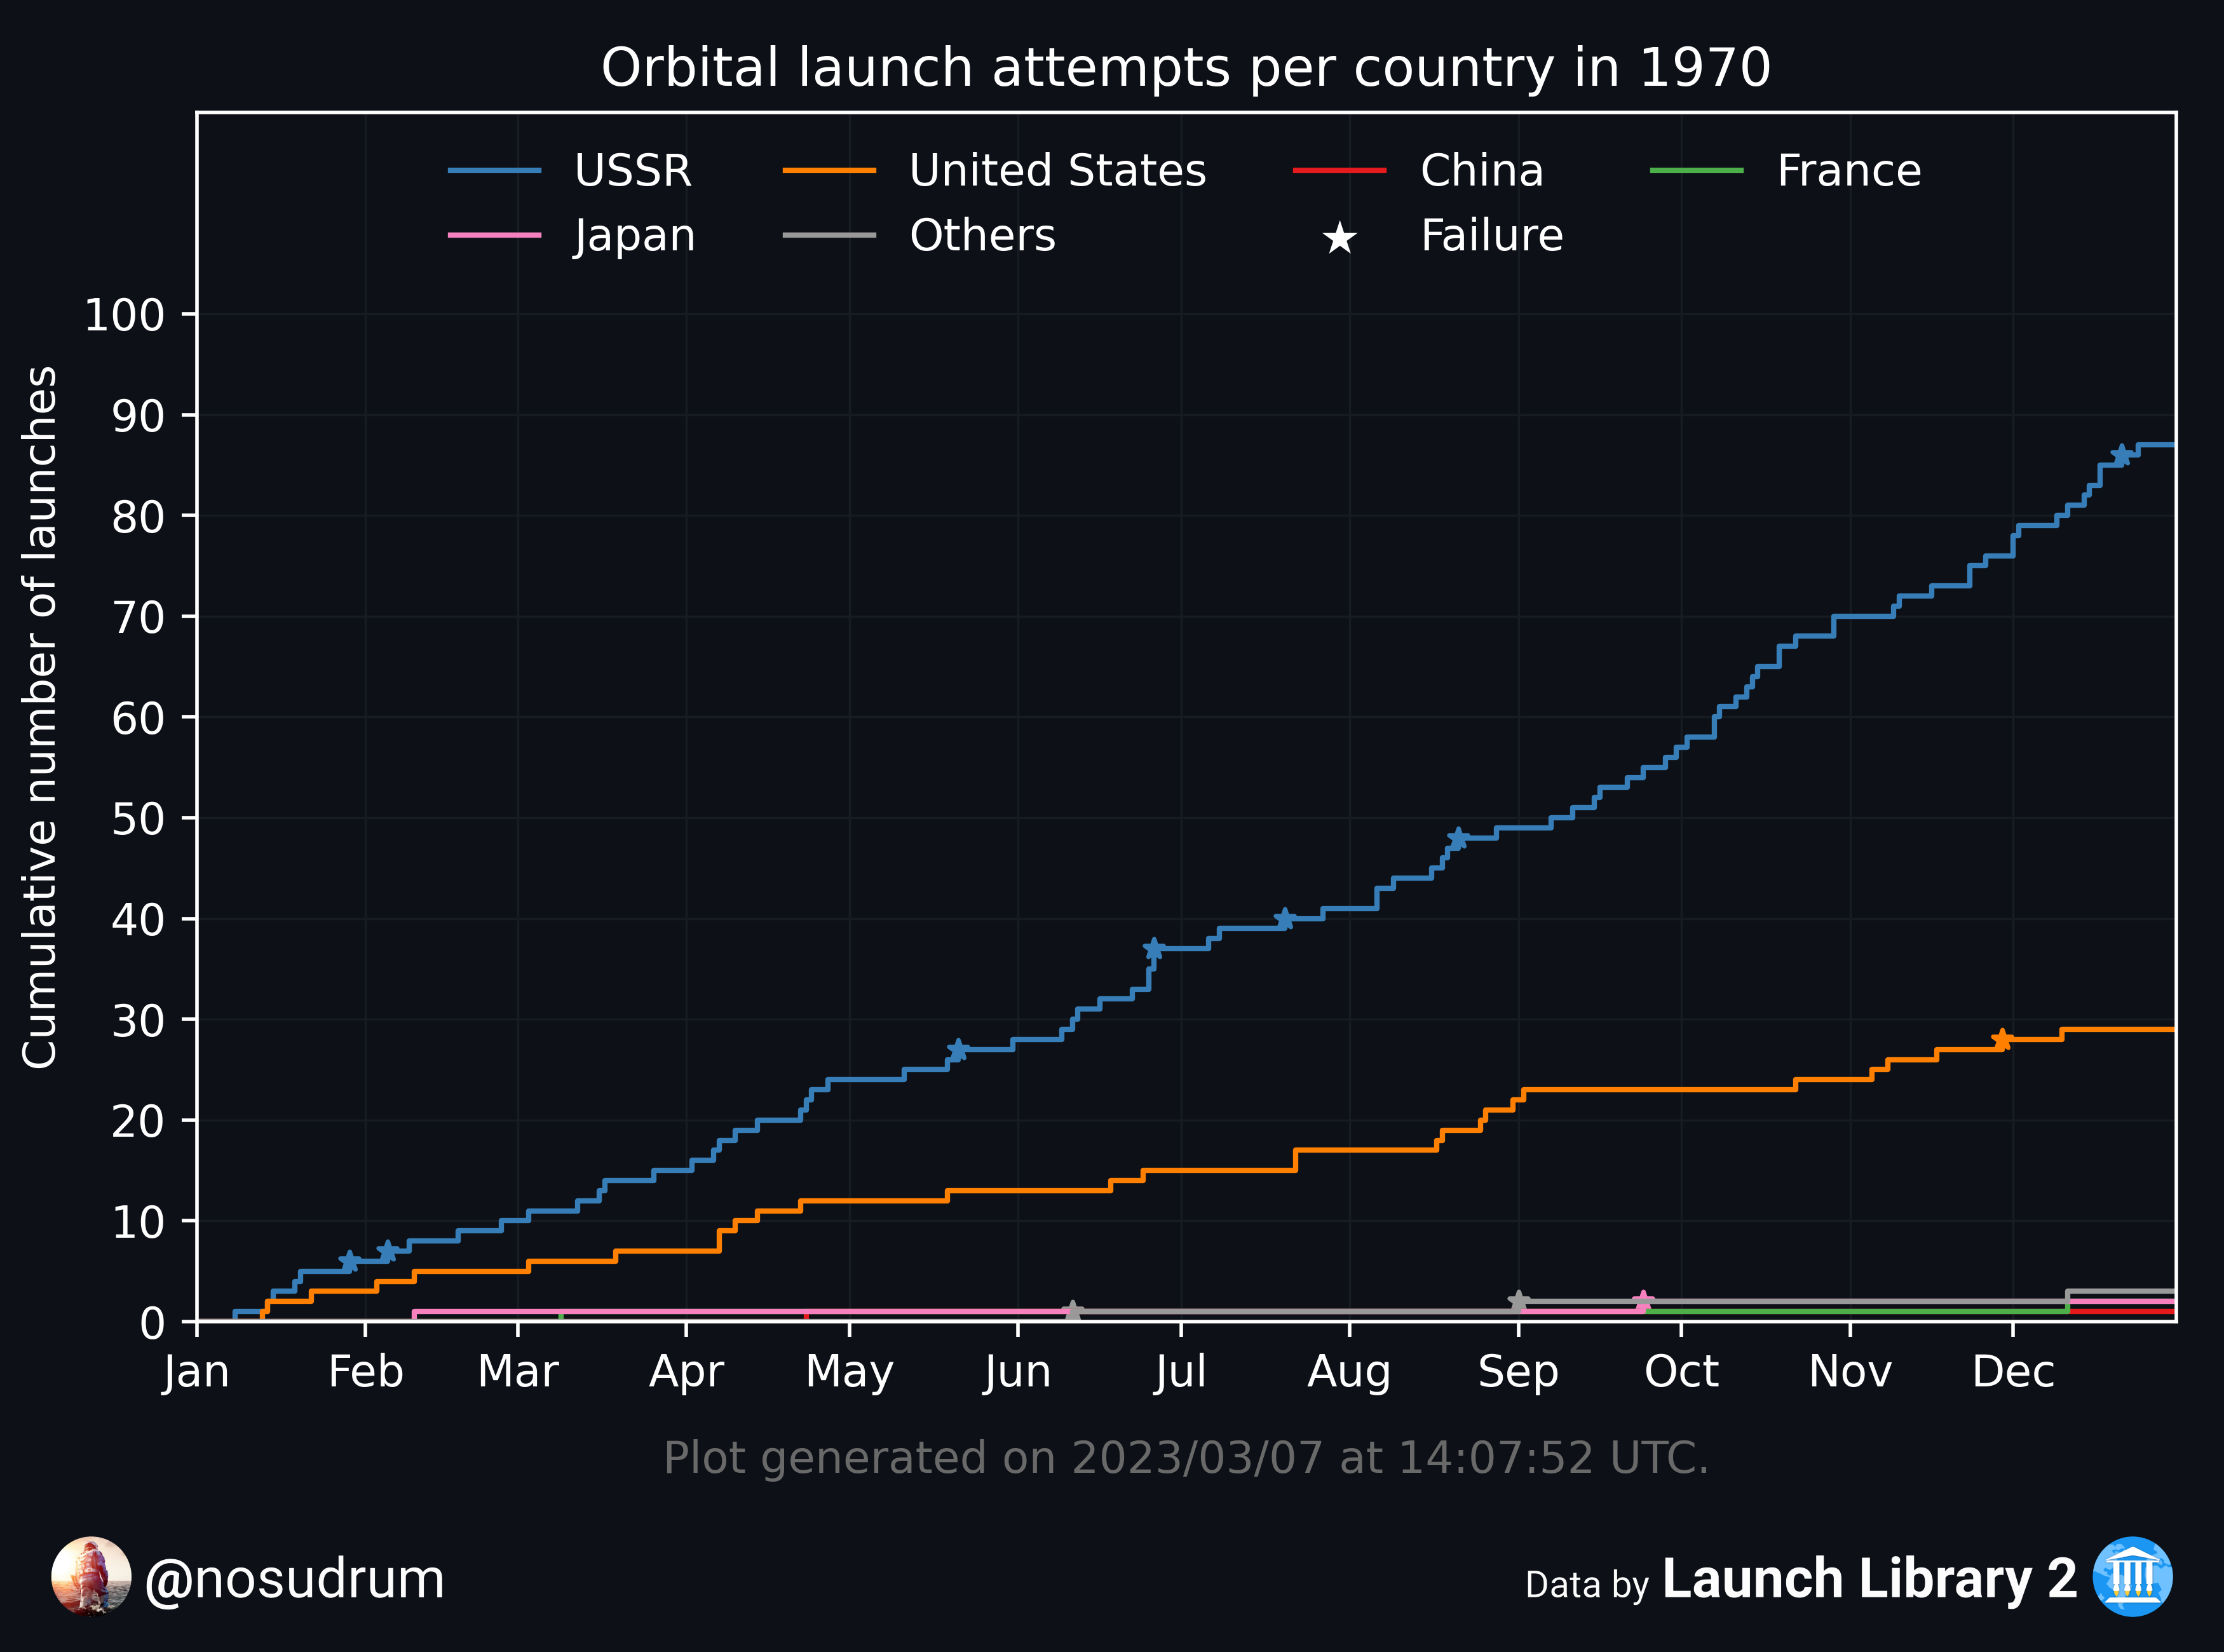 Orbital launch attempts per country in 1970
USSR United States China France
Japan Others Failure
Cumulative number of launches
100
90
80
70
60
50
40
30
20
10
0
Jan Feb Mar Apr May Jun Jul Aug Sep Oct Nov Dec
Plot generated on 2023/03/07 at 14:07:52 UTC.
@nosudrum
Data by Launch Library 2